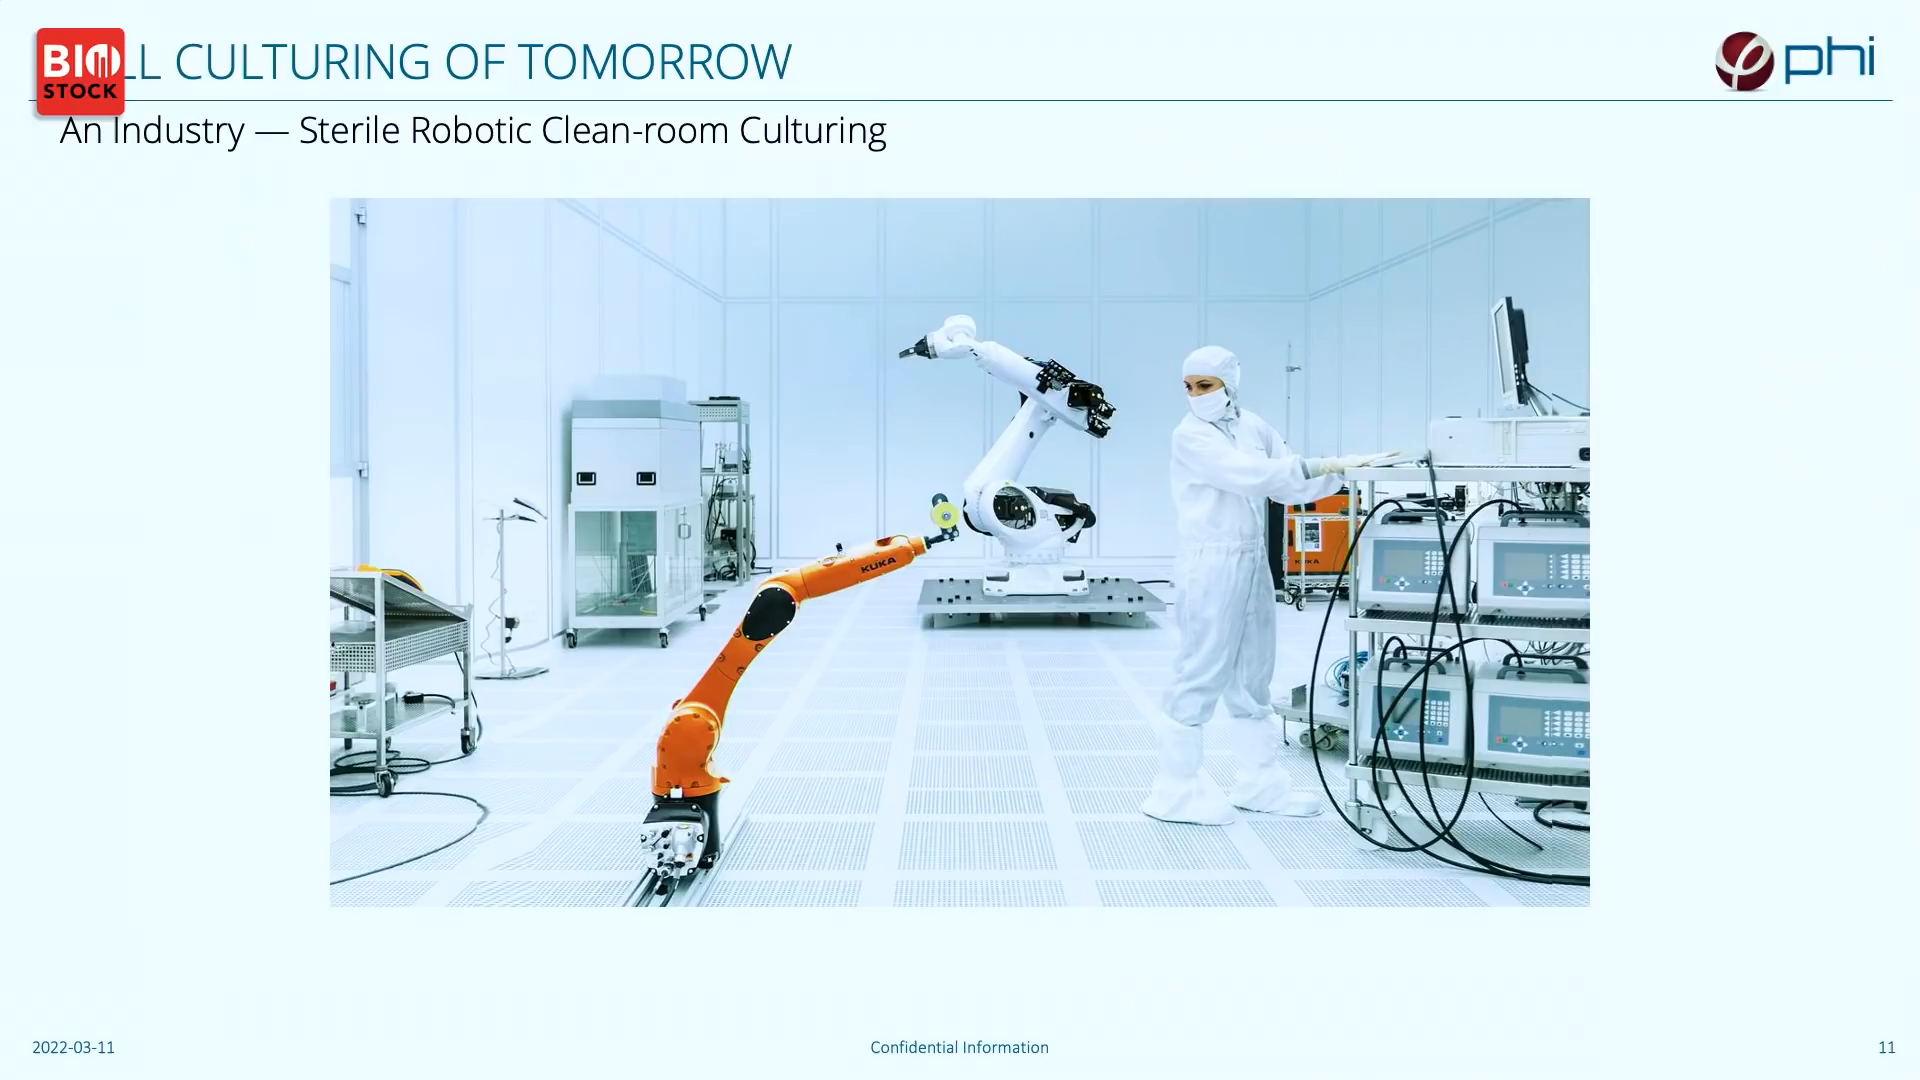 BIO
STOCK
LL CULTURING OF TOMORROW
phi
An Industry — Sterile Robotic Clean-room Culturing
KUKA
KUKA
2022-03-11
Confidential Information
11